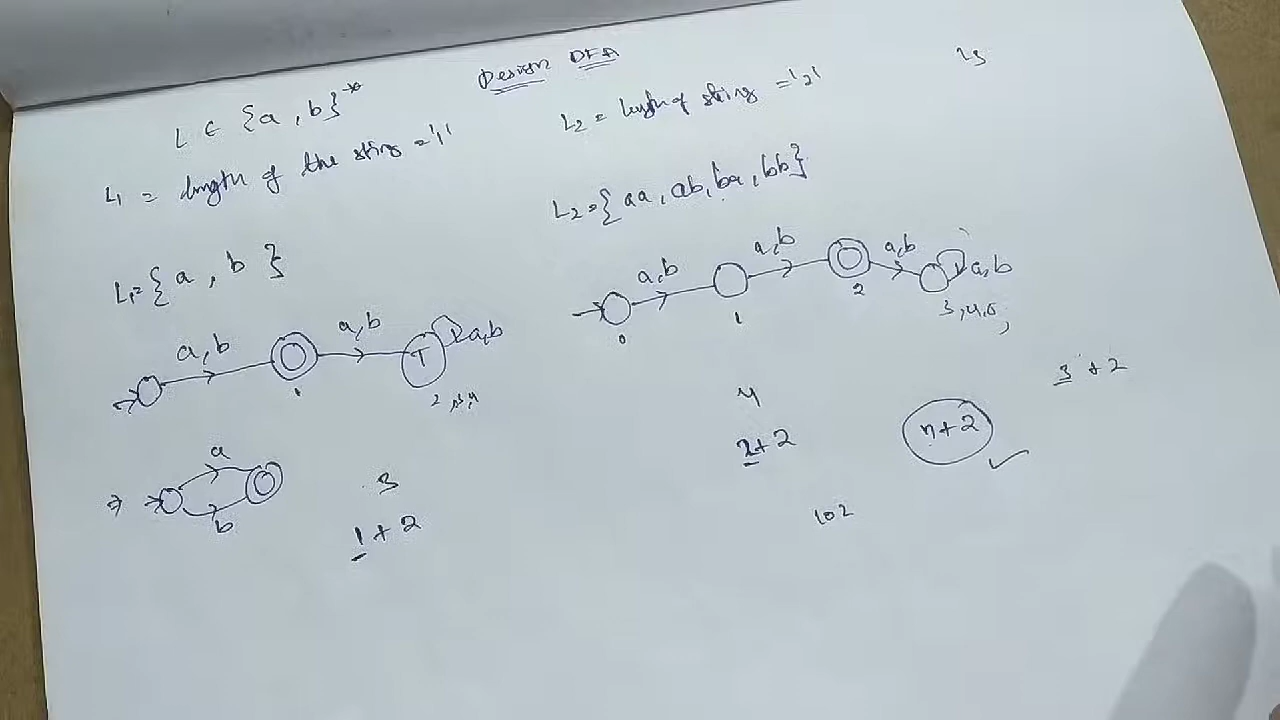 Design DFA
L ∈ {a, b}*
L1 = length of the string = '1'
L1 = {a, b}
a,b
a,b
T
a,b
1
2,3,4
a
b
3
1+2
L2 = length of string = '2'
L2 = {aa, ab, ba, bb}
a,b
a,b
a,b
a,b
0
1
2
3,4,5,
4
2+2
n+2
102
L3
3+2